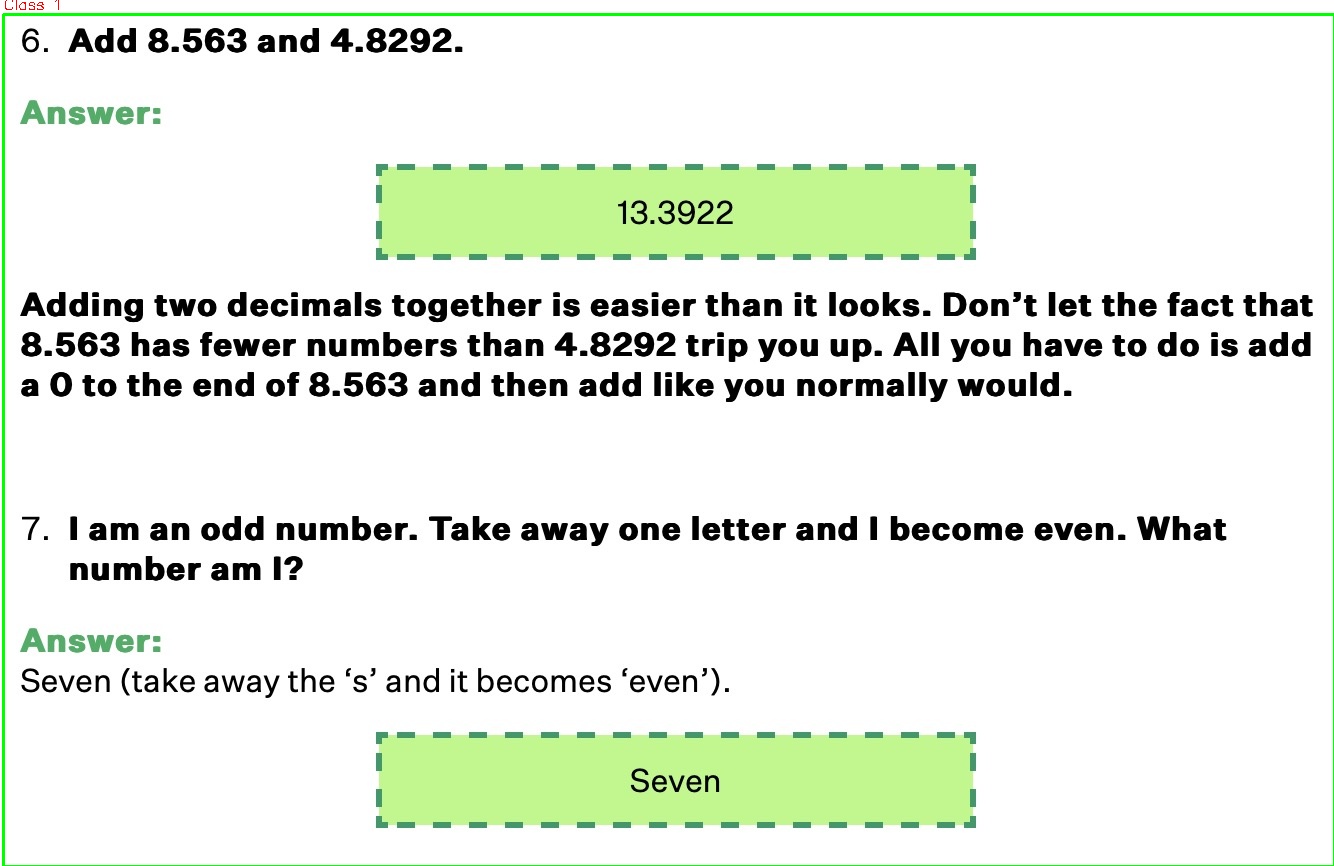 Class 1
6. Add 8.563 and 4.8292.
Answer:
13.3922
Adding two decimals together is easier than it looks. Don’t let the fact that
8.563 has fewer numbers than 4.8292 trip you up. All you have to do is add
a 0 to the end of 8.563 and then add like you normally would.
7. I am an odd number. Take away one letter and I become even. What
number am I?
Answer:
Seven (take away the ‘s’ and it becomes ‘even’).
Seven